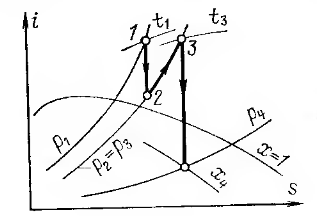 i
1
t₁
3
t₃
2
p₁
p₂=p₃
p₄
x=1
x₄
s